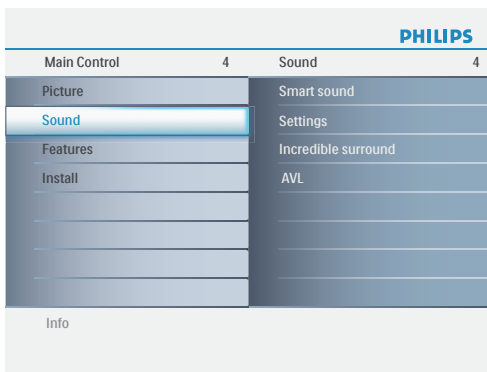 PHILIPS
Main Control 4 Sound 4
Picture Smart sound
Sound Settings
Features Incredible surround
Install AVL
Info